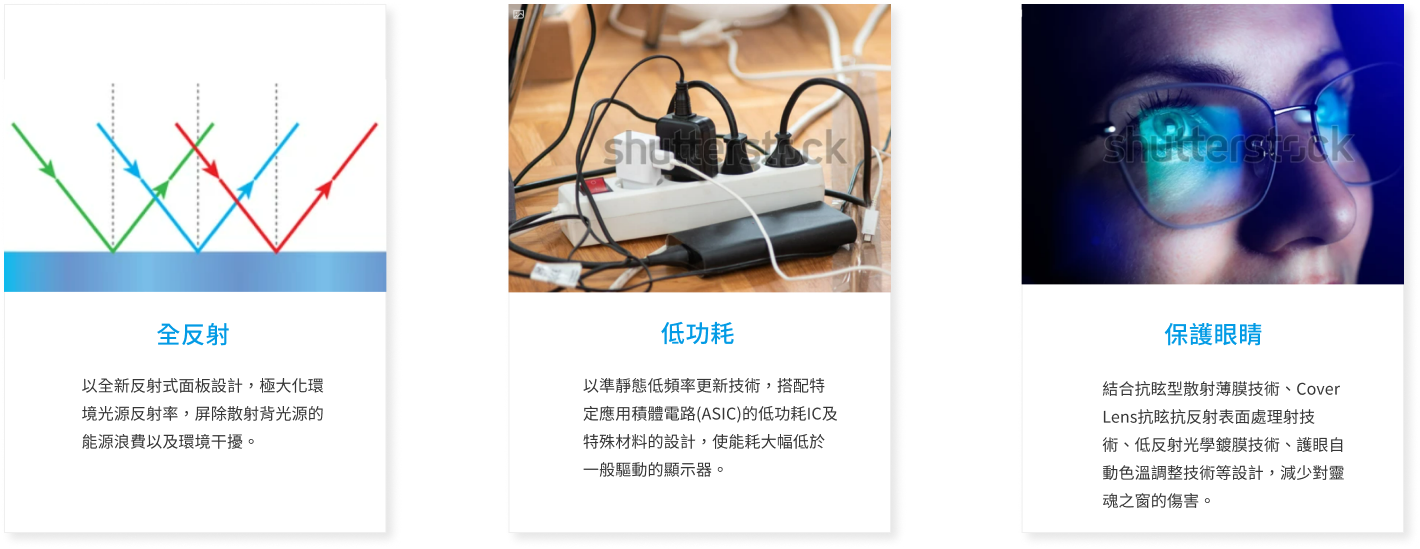 shutterstock
shutterstock
全反射
以全新反射式面板設計，極大化環
境光源反射率，屏除散射背光源的
能源浪費以及環境干擾。
低功耗
以準靜態低頻率更新技術，搭配特
定應用積體電路(ASIC)的低功耗IC及
特殊材料的設計，使能耗大幅低於
一般驅動的顯示器。
保護眼睛
結合抗眩型散射薄膜技術、Cover
Lens抗眩抗反射表面處理射技
術、低反射光學鍍膜技術、護眼自
動色溫調整技術等設計，減少對靈
魂之窗的傷害。